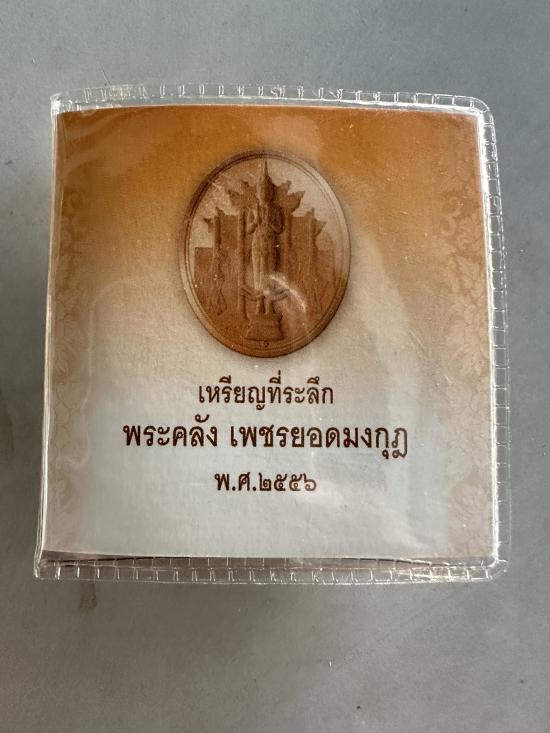 เหรียญที่ระลึก
พระคลัง เพชรยอดมงกุฎ
พ.ศ.๒๕๕๖